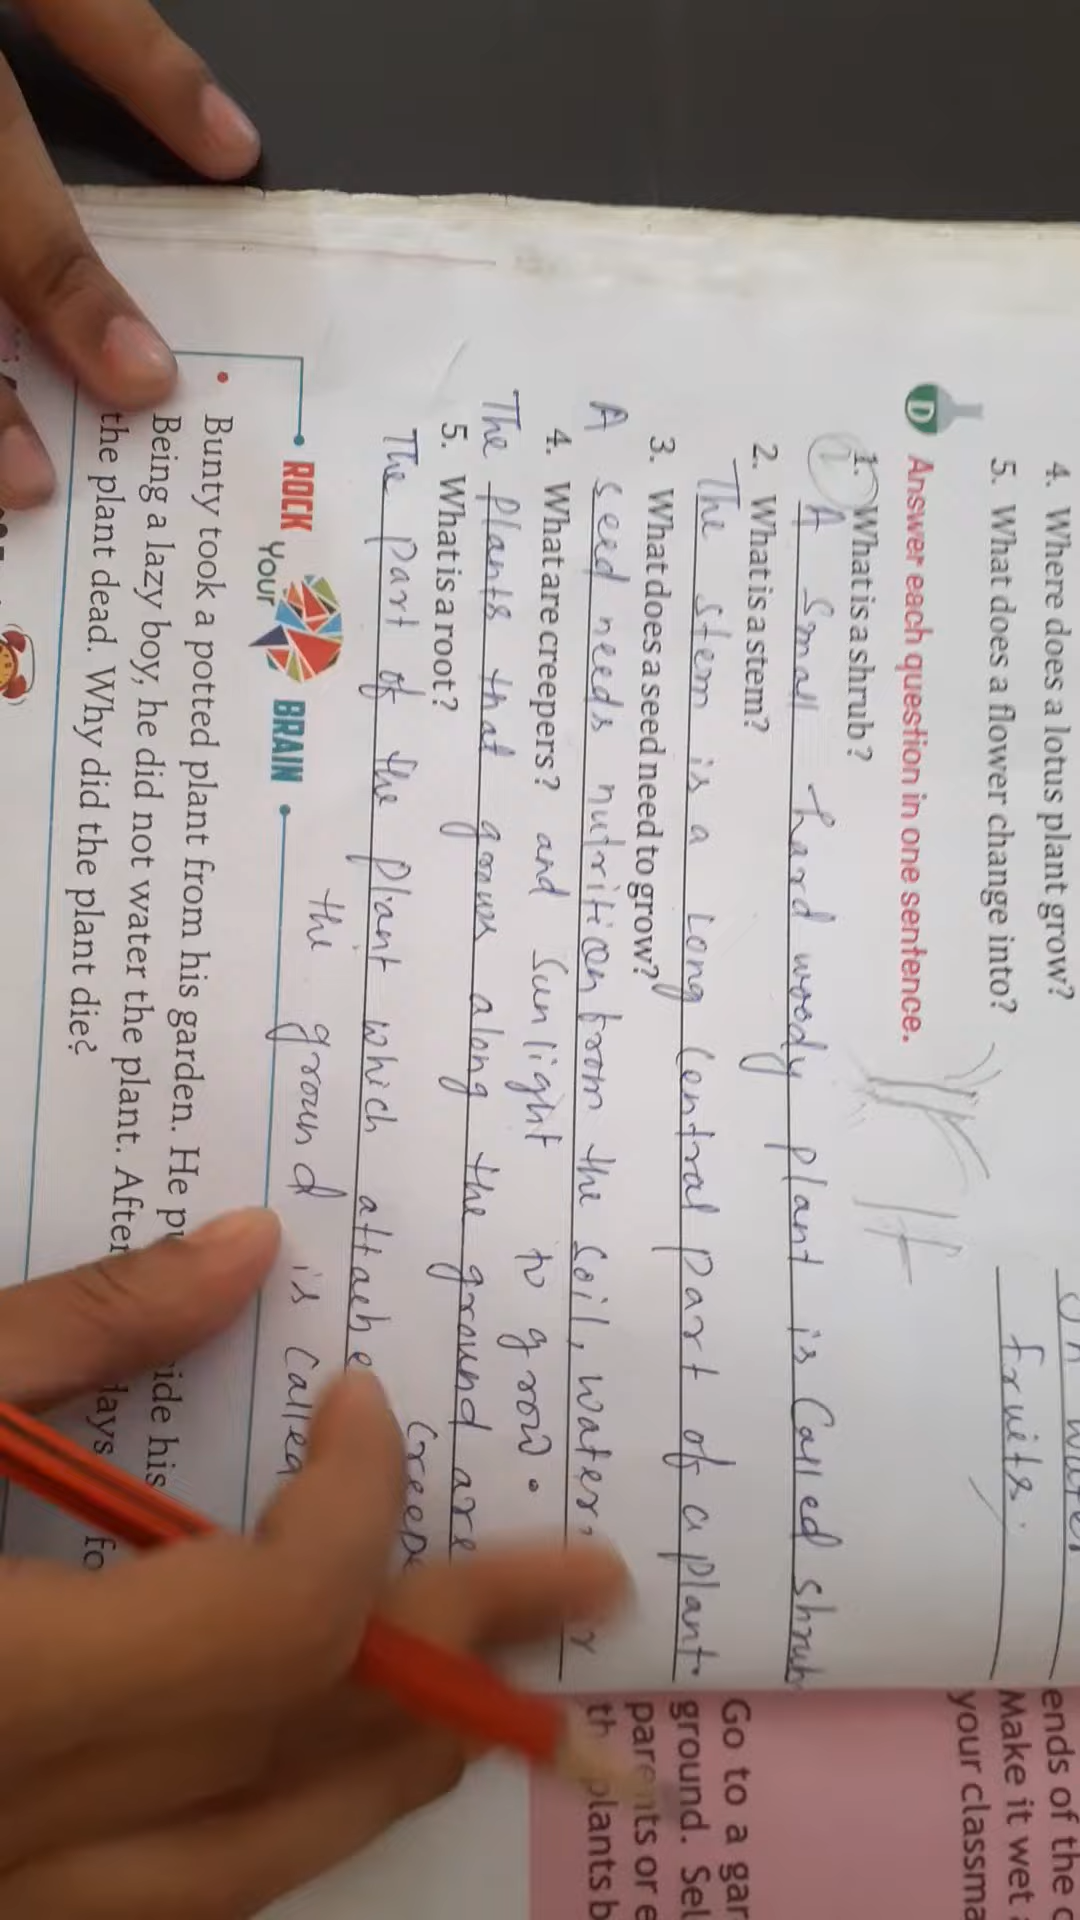 4. Where does a lotus plant grow?
5. What does a flower change into? fruits.
D Answer each question in one sentence.
1. What is a shrub?
A small hard woody plant is Called shrub
2. What is a stem?
The stem is a Long Central part of a plant.
3. What does a seed need to grow?
A seed needs nutrition from the Soil, water,
4. What are creepers? and Sunlight to grow.
The plants that grows along the ground are
5. What is a root?
The part of the plant which attache
the ground is Called
ROCK your BRAIN
• Bunty took a potted plant from his garden. He
Being a lazy boy, he did not water the plant. After
the plant dead. Why did the plant die?
ends of the
Make it wet
your classma
Go to a gar
ground. Sel
parents or e
plants b